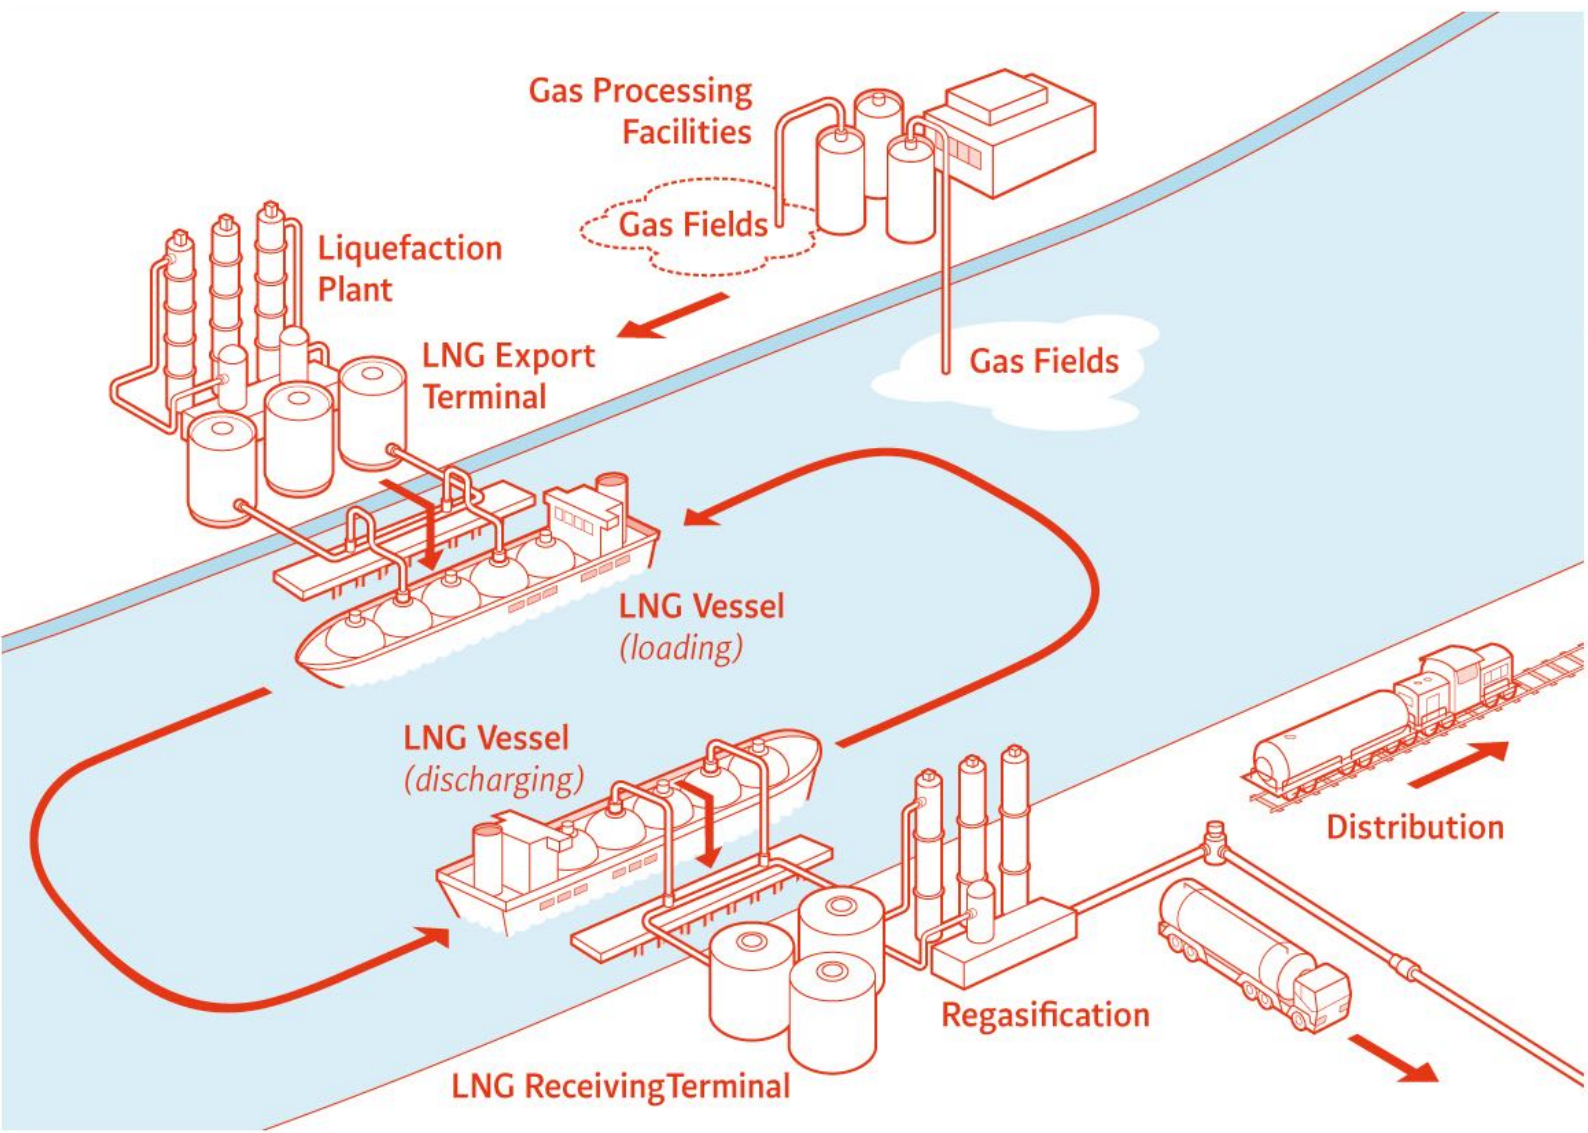 Gas Processing
Facilities
Gas Fields
Liquefaction
Plant
LNG Export
Terminal
Gas Fields
LNG Vessel
(loading)
LNG Vessel
(discharging)
Distribution
Regasification
LNG ReceivingTerminal